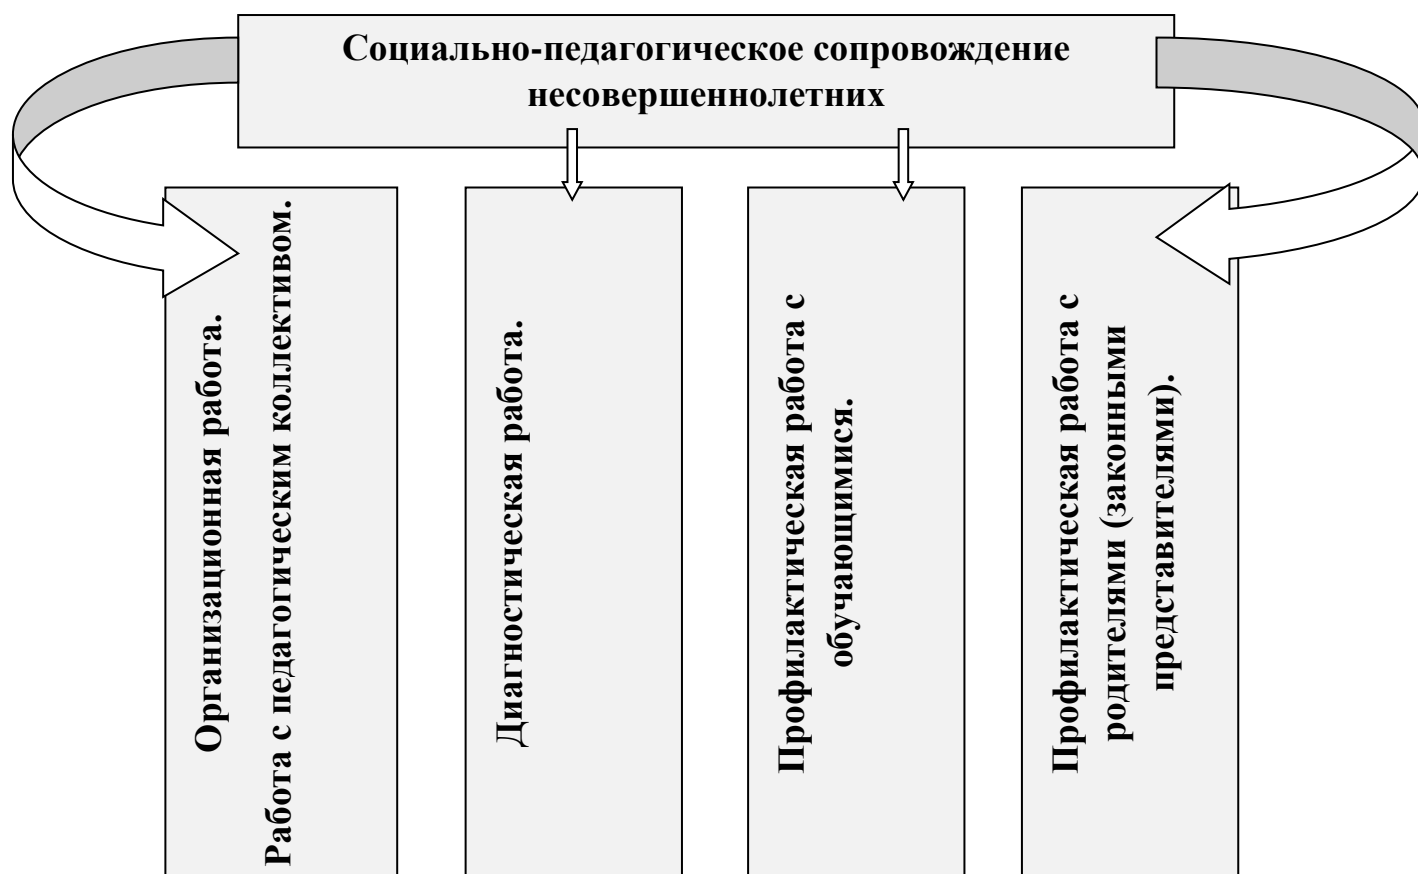 Социально-педагогическое сопровождение
несовершеннолетних
Организационная работа.
Работа с педагогическим коллективом.
Диагностическая работа.
Профилактическая работа с
обучающимися.
Профилактическая работа с
родителями (законными
представителями).